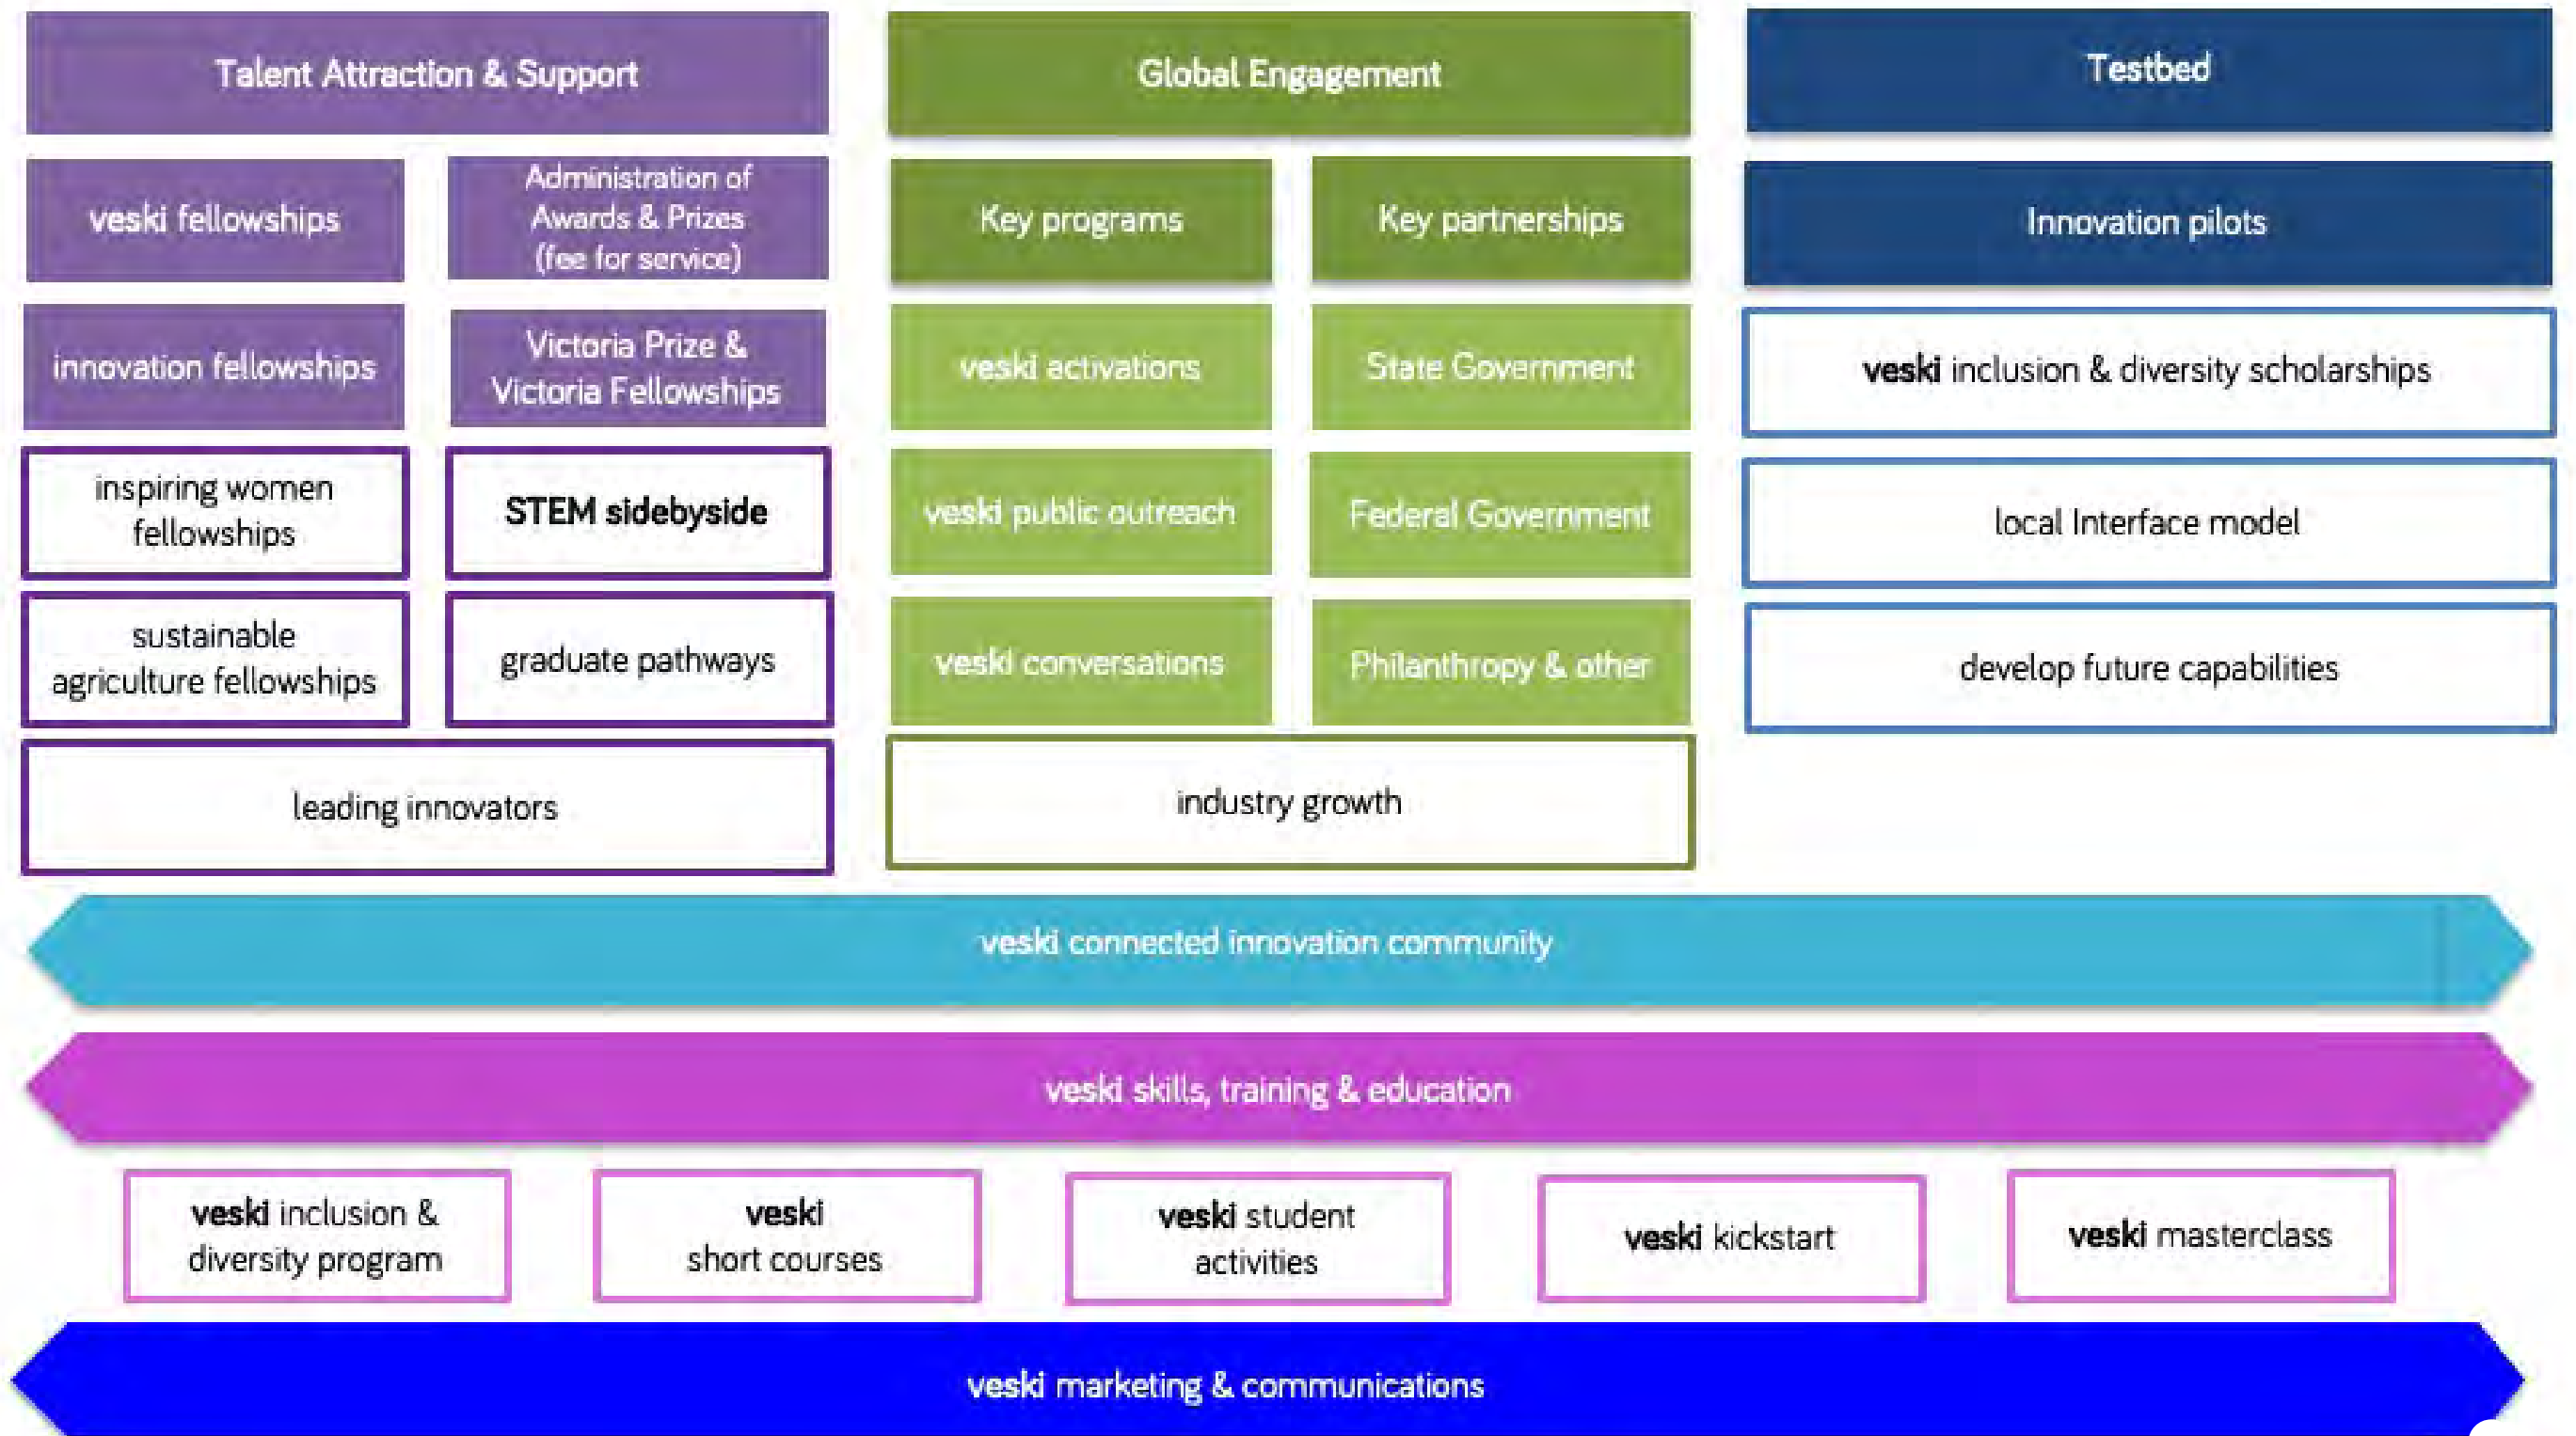 Talent Attraction & Support
Global Engagement
Testbed
veski fellowships
Administration of
Awards & Prizes
(fee for service)
Key programs
Key partnerships
Innovation pilots
innovation fellowships
Victoria Prize &
Victoria Fellowships
veski activations
State Government
veski inclusion & diversity scholarships
inspiring women
fellowships
STEM sidebyside
veski public outreach
Federal Government
local Interface model
sustainable
agriculture fellowships
graduate pathways
veski conversations
Philanthropy & other
develop future capabilities
leading innovators
industry growth
veski connected innovation community
veski skills, training & education
veski inclusion &
diversity program
veski
short courses
veski student
activities
veski kickstart
veski masterclass
veski marketing & communications